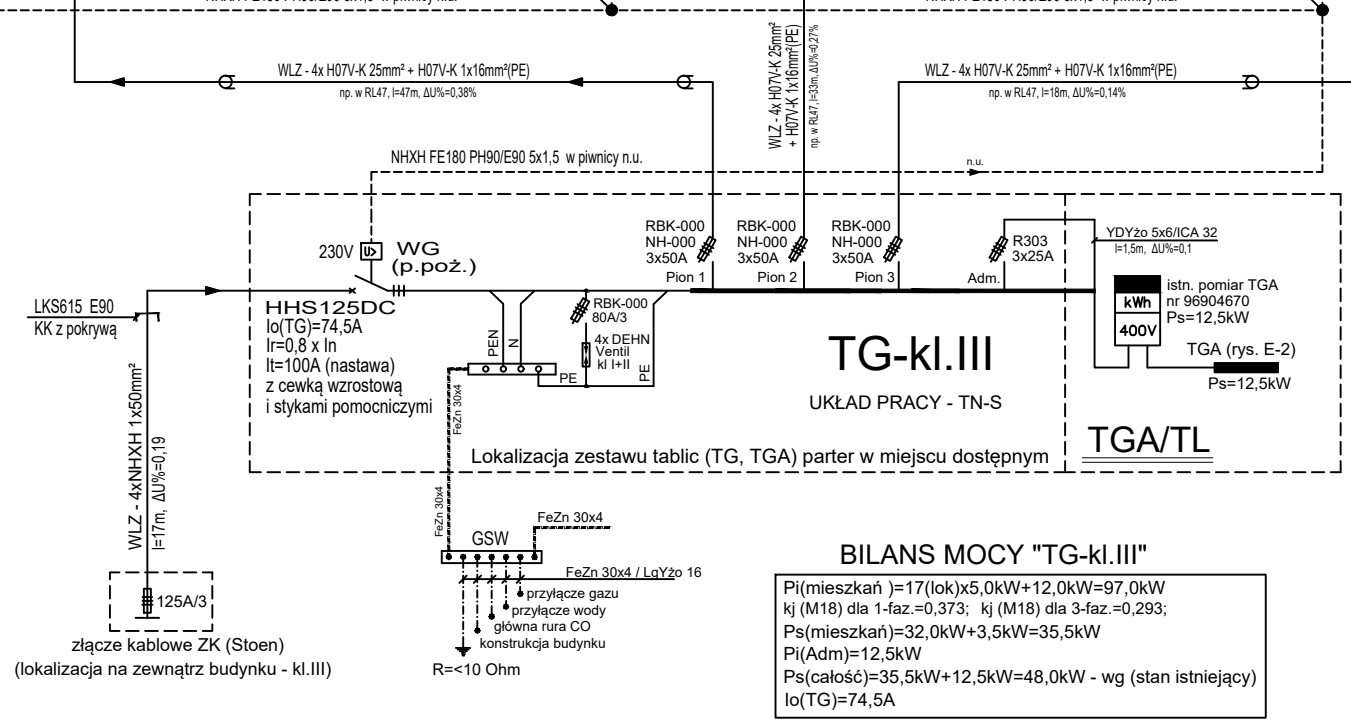 WLZ - 4x H07V-K 25mm² + H07V-K 1x16mm²(PE)
np. w RL47, l=47m, ΔU%=0,38%
WLZ - 4x H07V-K 25mm²
+ H07V-K 1x16mm²(PE)
np. w RL47, l=33m, ΔU%=0,27%
WLZ - 4x H07V-K 25mm² + H07V-K 1x16mm²(PE)
np. w RL47, l=18m, ΔU%=0,14%
NHXH FE180 PH90/E90 5x1,5 w piwnicy n.u.
n.u.
RBK-000
NH-000
3x50A
Pion 1
RBK-000
NH-000
3x50A
Pion 2
RBK-000
NH-000
3x50A
Pion 3
R303
3x25A
Adm.
YDYżo 5x6/ICA 32
l=1,5m, ΔU%=0,1
230V
U>
WG
(p.poż.)
LKS615 E90
KK z pokrywą
HHS125DC
Io(TG)=74,5A
Ir=0,8 x In
It=100A (nastawa)
z cewką wzrostową
i stykami pomocniczymi
PEN
N
RBK-000
80A/3
4x DEHN
Ventil
kl I+II
PE
PE
istn. pomiar TGA
nr 96904670
Ps=12,5kW
kWh
400V
TGA (rys. E-2)
Ps=12,5kW
TG-kl.III
UKŁAD PRACY - TN-S
TGA/TL
Lokalizacja zestawu tablic (TG, TGA) parter w miejscu dostępnym
WLZ - 4xNHXH 1x50mm²
l=17m, ΔU%=0,19
FeZn 30x4
FeZn 30x4
FeZn 30x4
GSW
FeZn 30x4 / LgYżo 16
przyłącze gazu
przyłącze wody
główna rura CO
konstrukcja budynku
R=<10 Ohm
125A/3
złącze kablowe ZK (Stoen)
(lokalizacja na zewnątrz budynku - kl.III)
BILANS MOCY "TG-kl.III"
Pi(mieszkań )=17(lok)x5,0kW+12,0kW=97,0kW
kj (M18) dla 1-faz.=0,373; kj (M18) dla 3-faz.=0,293;
Ps(mieszkań)=32,0kW+3,5kW=35,5kW
Pi(Adm)=12,5kW
Ps(całość)=35,5kW+12,5kW=48,0kW - wg (stan istniejący)
Io(TG)=74,5A